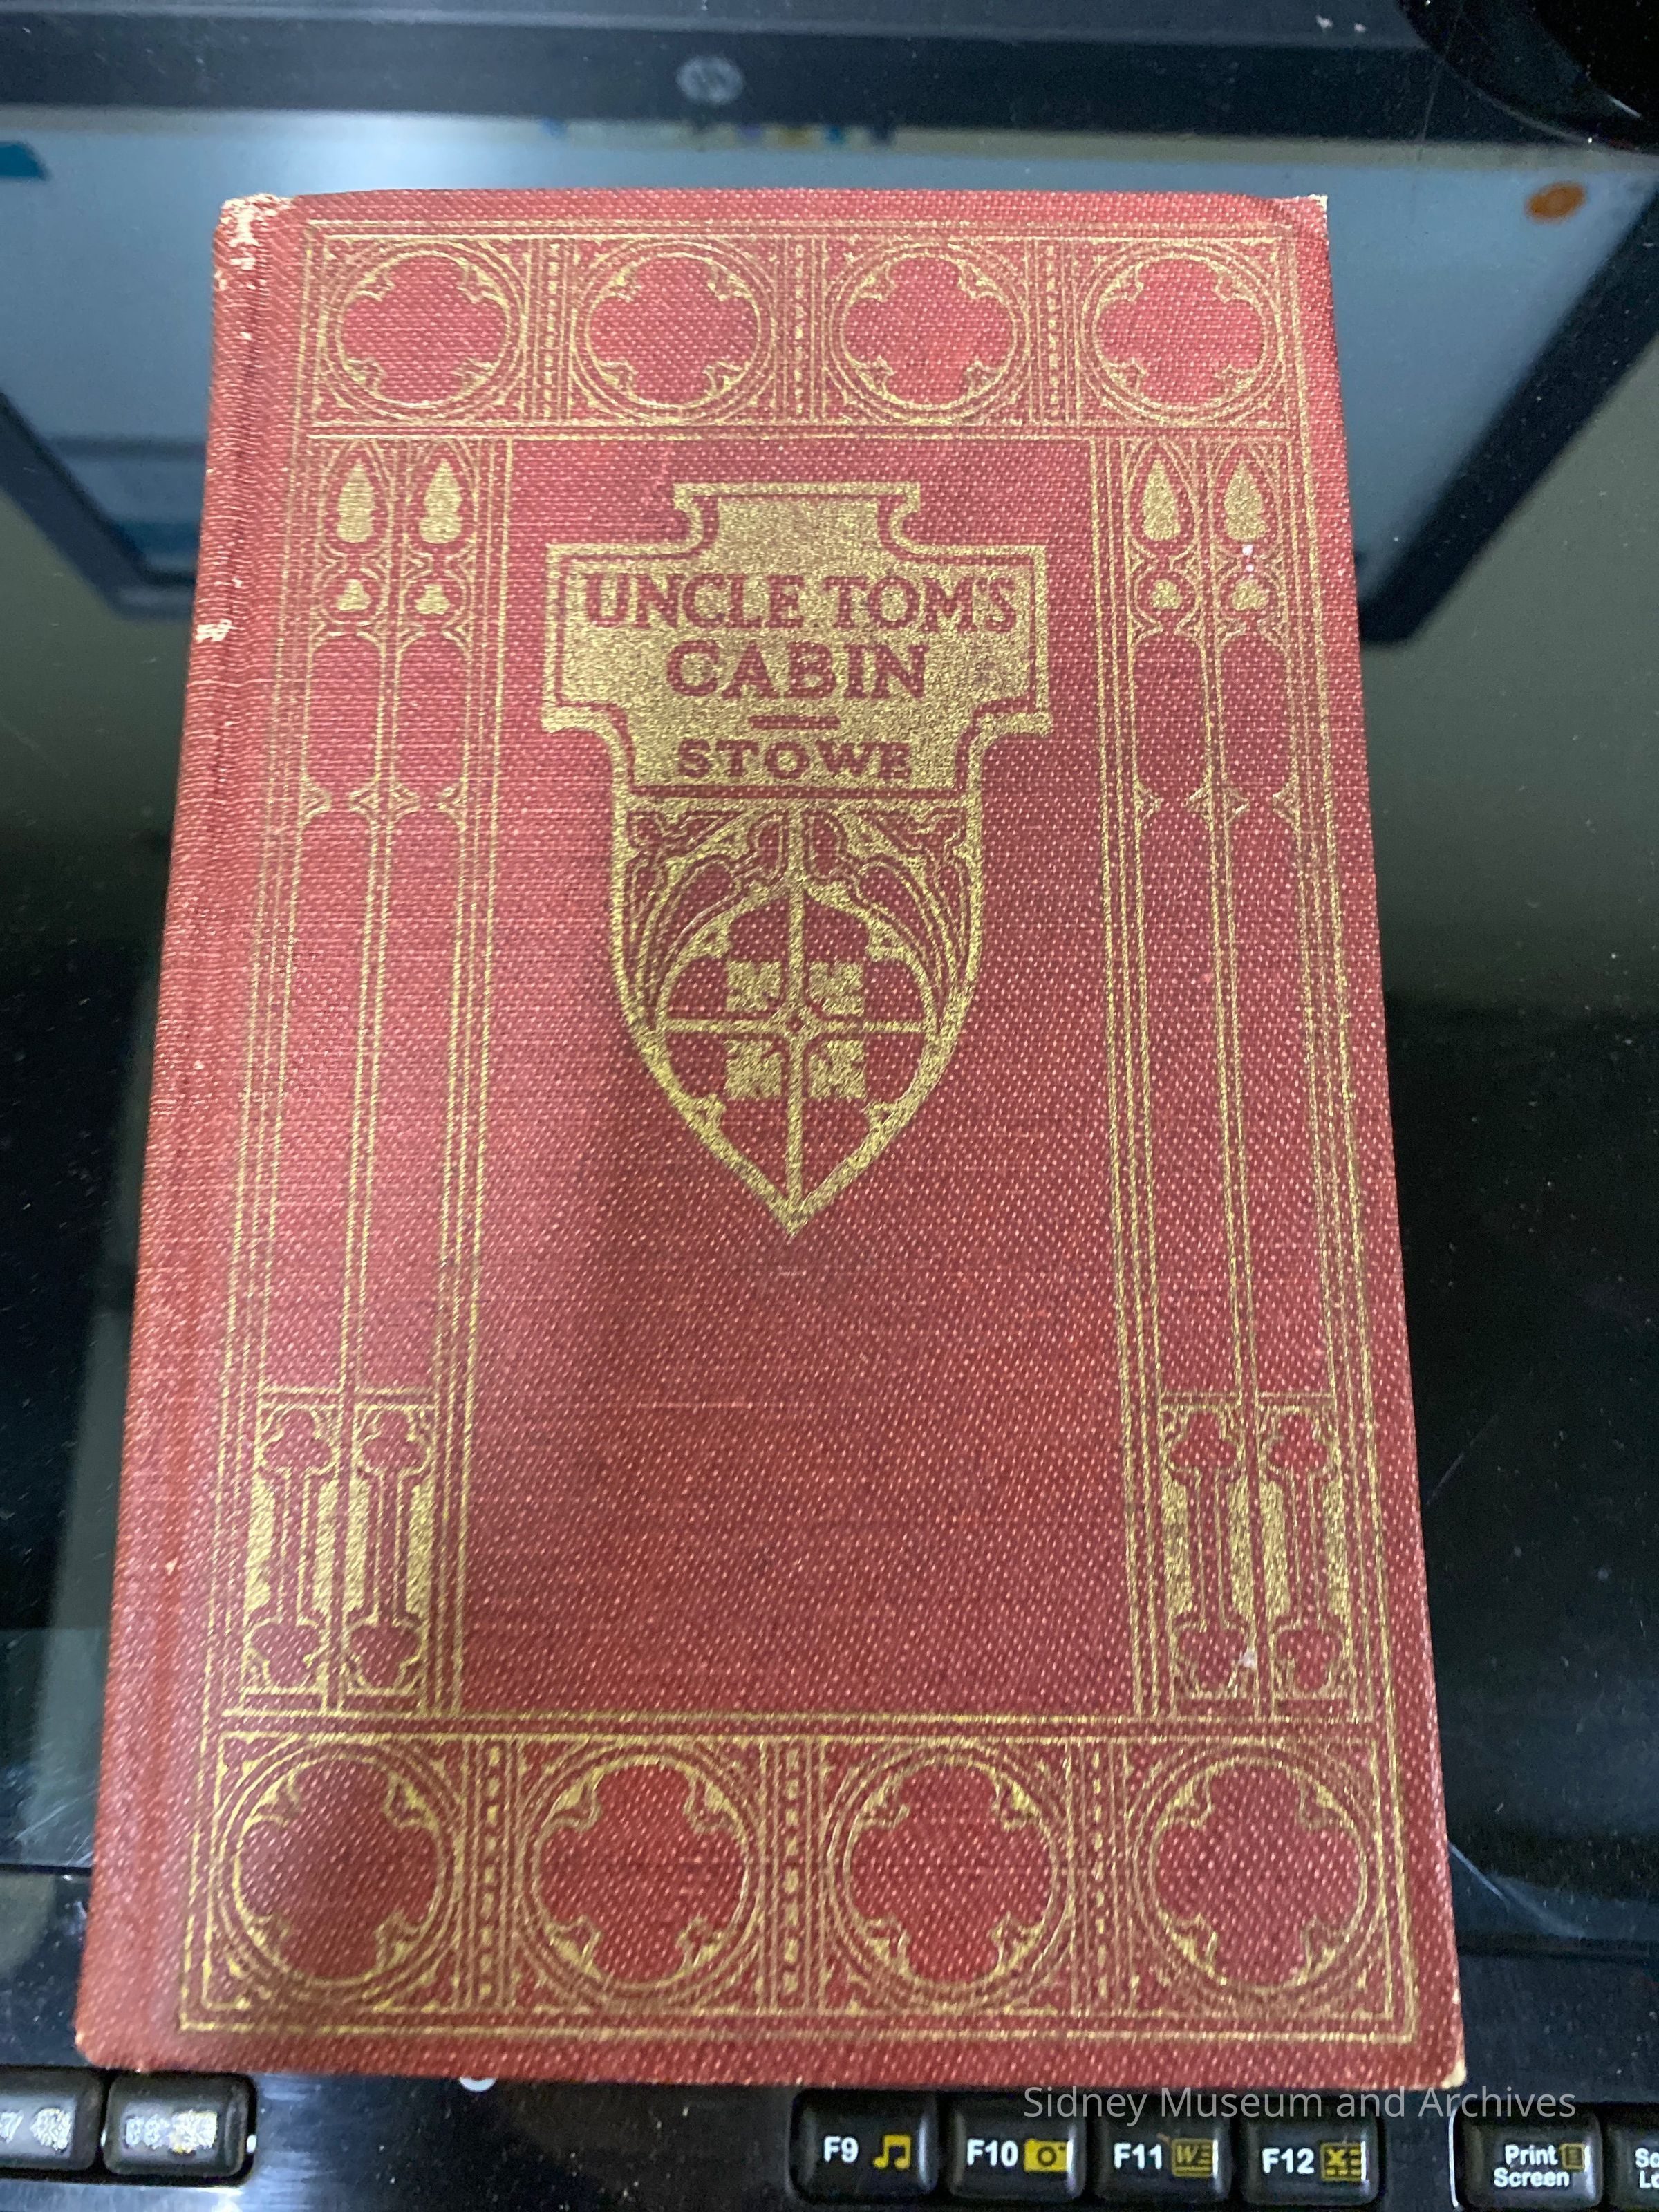 UNCLE TOM'S
CABIN
STOWE
Sidney Museum and Archives
F9
F10
F11
F12
Print
Screen